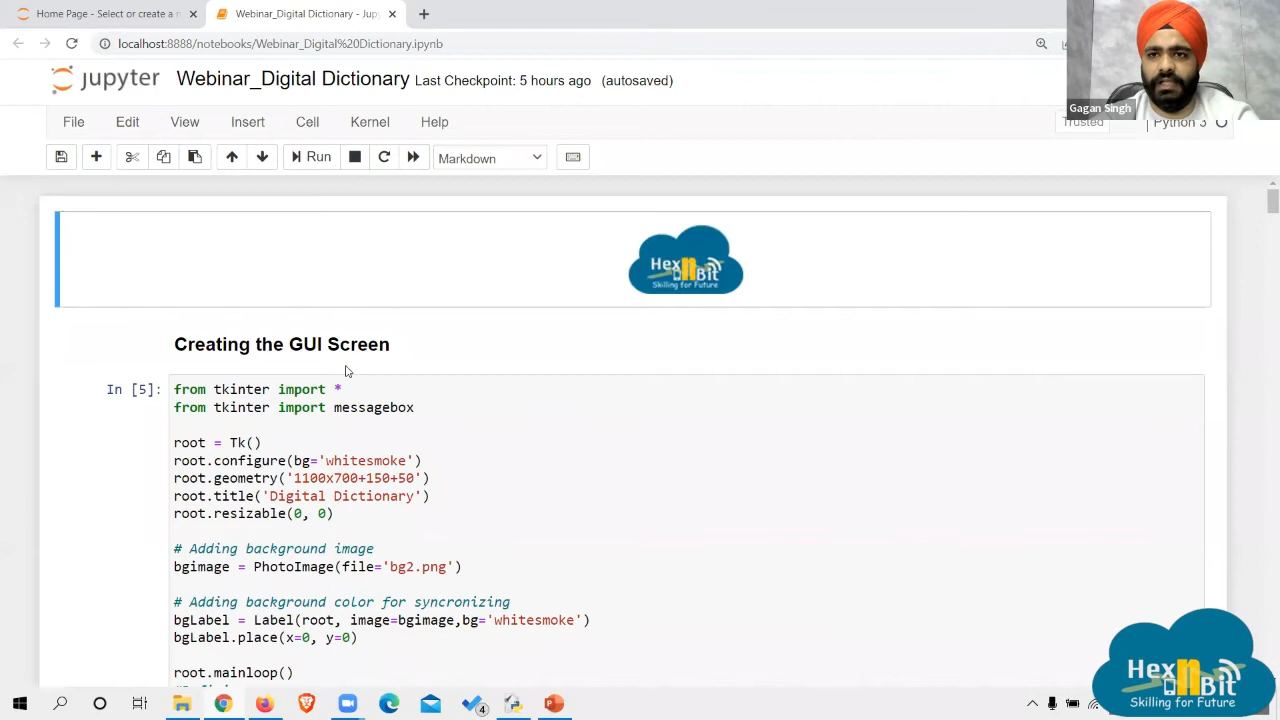 Home Page - Select or create a n
Webinar_Digital Dictionary - Jupy
localhost:8888/notebooks/Webinar_Digital%20Dictionary.ipynb
jupyter Webinar_Digital Dictionary Last Checkpoint: 5 hours ago (autosaved)
Gagan Singh
File Edit View Insert Cell Kernel Help
Trusted Python 3
Run Markdown
Hex n Bit
Skilling for Future
Creating the GUI Screen
In [5]:
from tkinter import *
from tkinter import messagebox
root = Tk()
root.configure(bg='whitesmoke')
root.geometry('1100x700+150+50')
root.title('Digital Dictionary')
root.resizable(0, 0)
# Adding background image
bgimage = PhotoImage(file='bg2.png')
# Adding background color for syncronizing
bgLabel = Label(root, image=bgimage,bg='whitesmoke')
bgLabel.place(x=0, y=0)
root.mainloop()
Hex n Bit
Skilling for Future
4